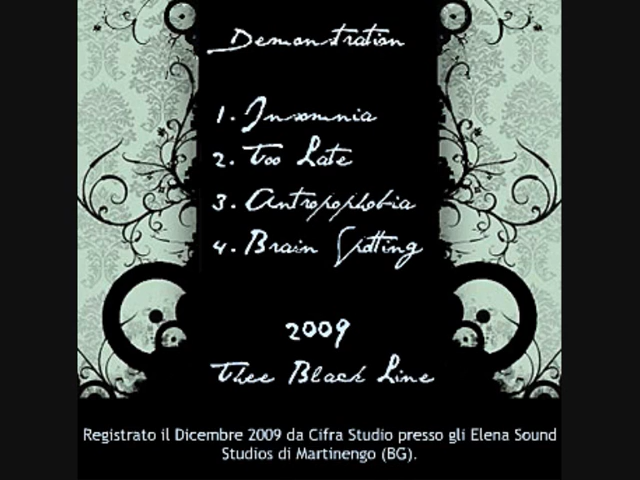 Demonstration
1. Insomnia
2. Too Late
3. Antropophobia
4. Brain Spotting
2009
Thee Black Line
Registrato il Dicembre 2009 da Cifra Studio presso gli Elena Sound
Studios di Martinengo (BG).